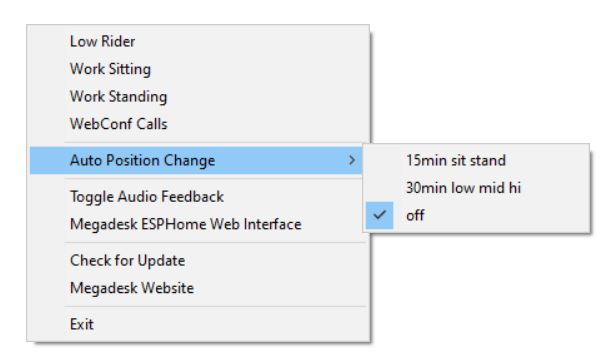 Low Rider
Work Sitting
Work Standing
WebConf Calls
Auto Position Change
15min sit stand
30min low mid hi
off
Toggle Audio Feedback
Megadesk ESPHome Web Interface
Check for Update
Megadesk Website
Exit